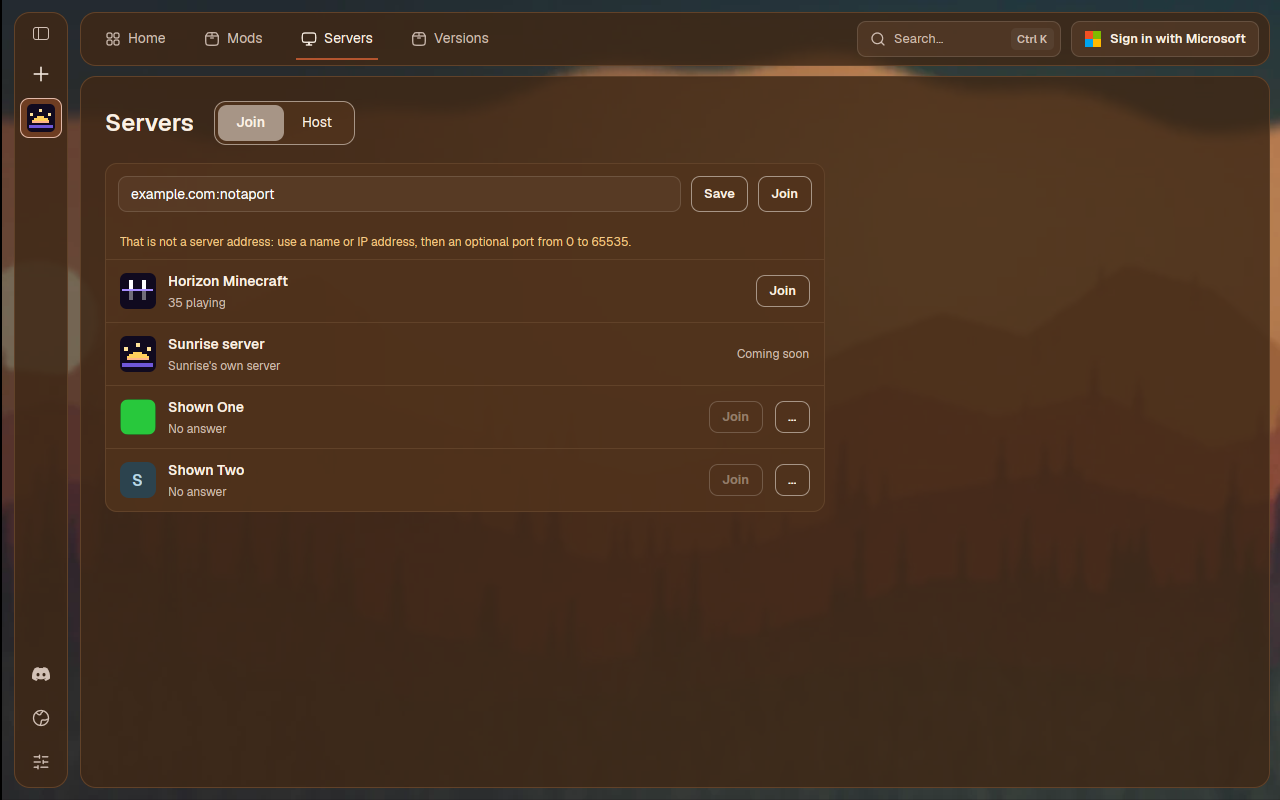 Home
Mods
Servers
Versions
Search...
Ctrl K
Sign in with Microsoft
Servers
Join
Host
example.com:notaport
Save
Join
That is not a server address: use a name or IP address, then an optional port from 0 to 65535.
Horizon Minecraft
35 playing
Join
Sunrise server
Sunrise's own server
Coming soon
Shown One
No answer
Join
...
S
Shown Two
No answer
Join
...